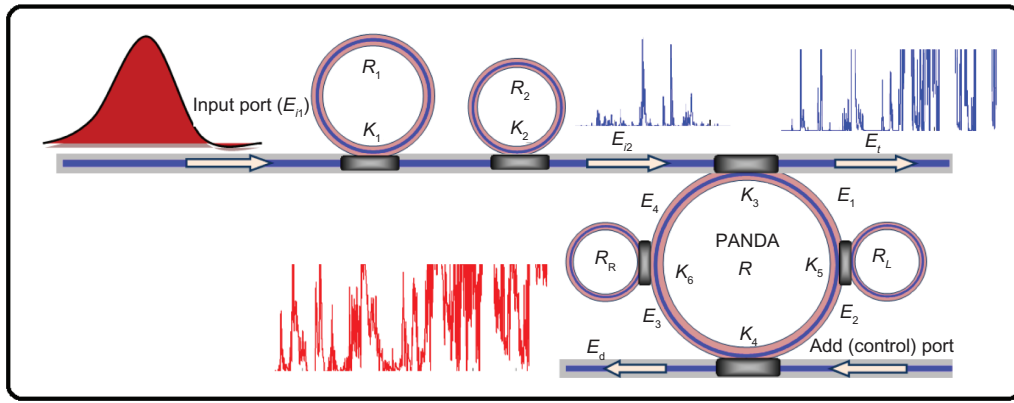 Input port (Ei1)
R1
K1
R2
K2
Ei2
Et
K3
E4
E1
PANDA
R
RR
K6
K5
RL
E3
E2
K4
Ed
Add (control) port